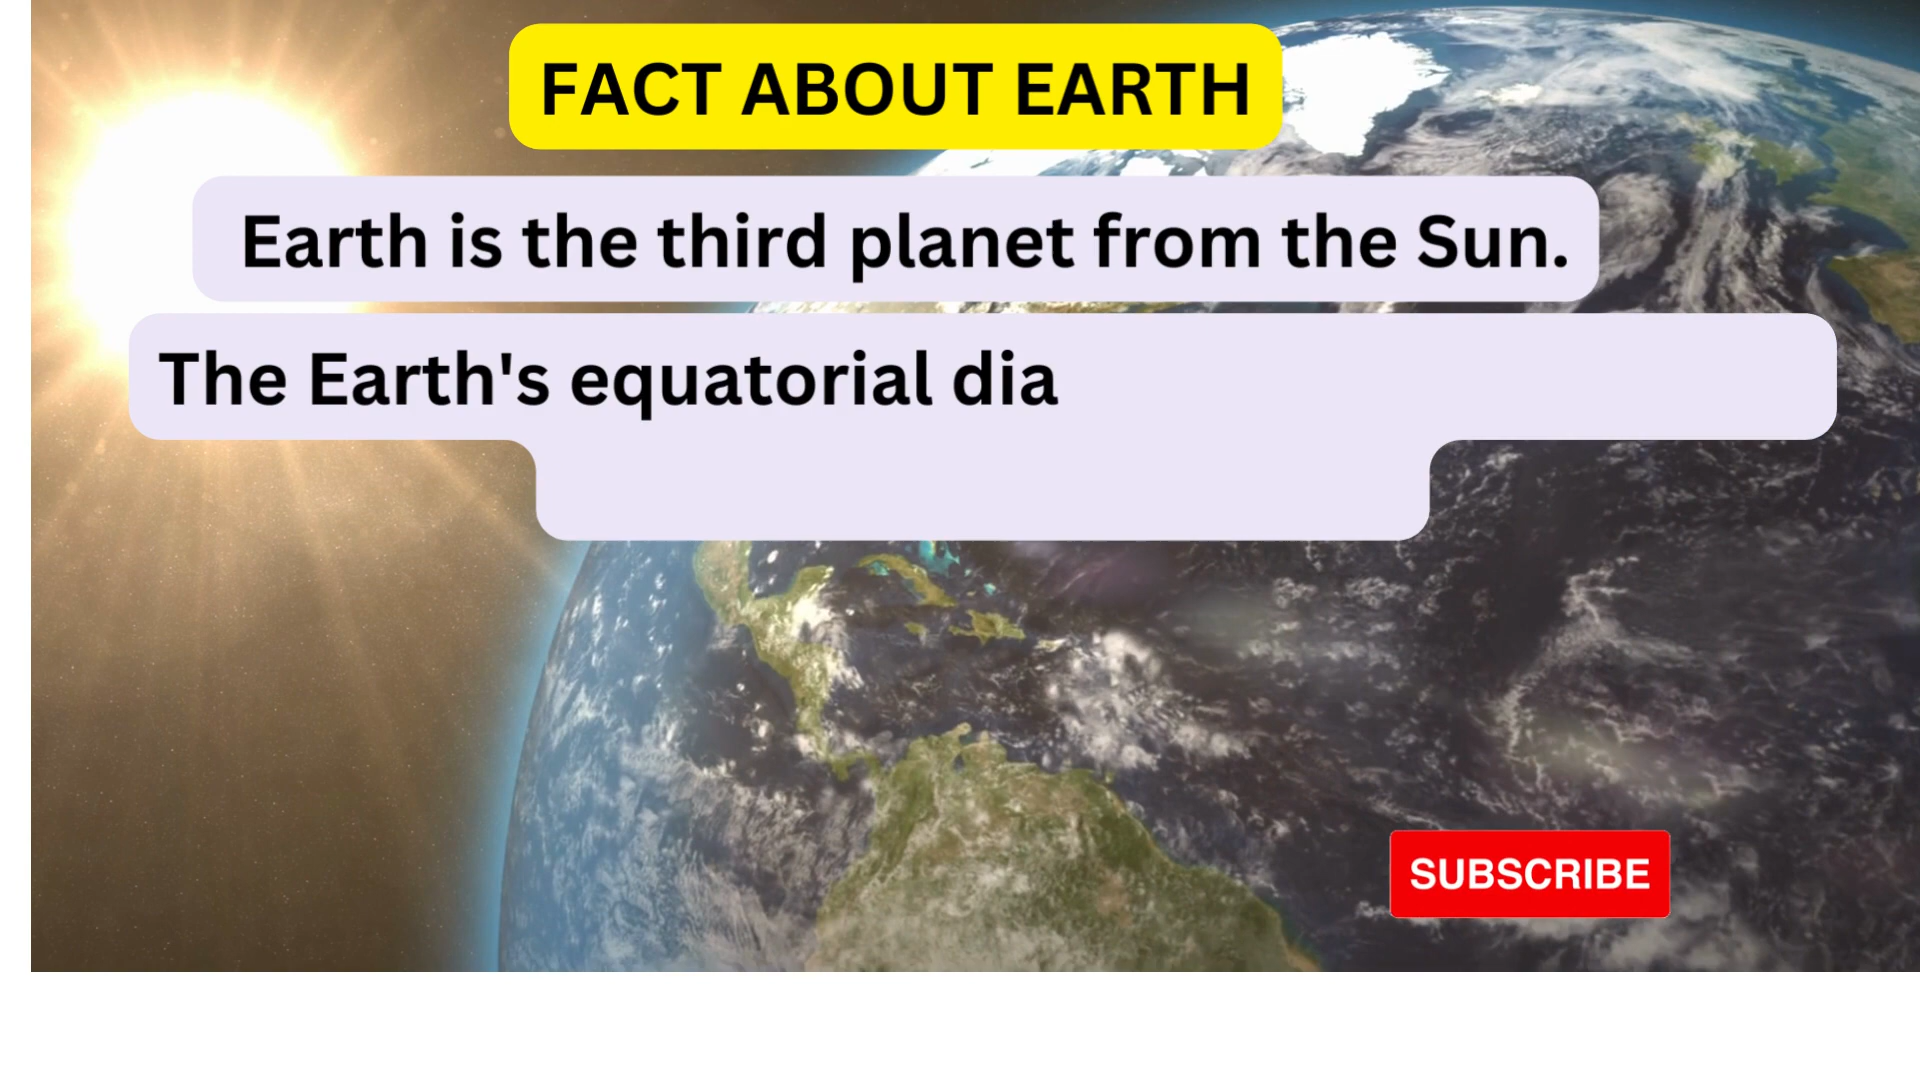 FACT ABOUT EARTH
Earth is the third planet from the Sun.
The Earth's equatorial dia
SUBSCRIBE